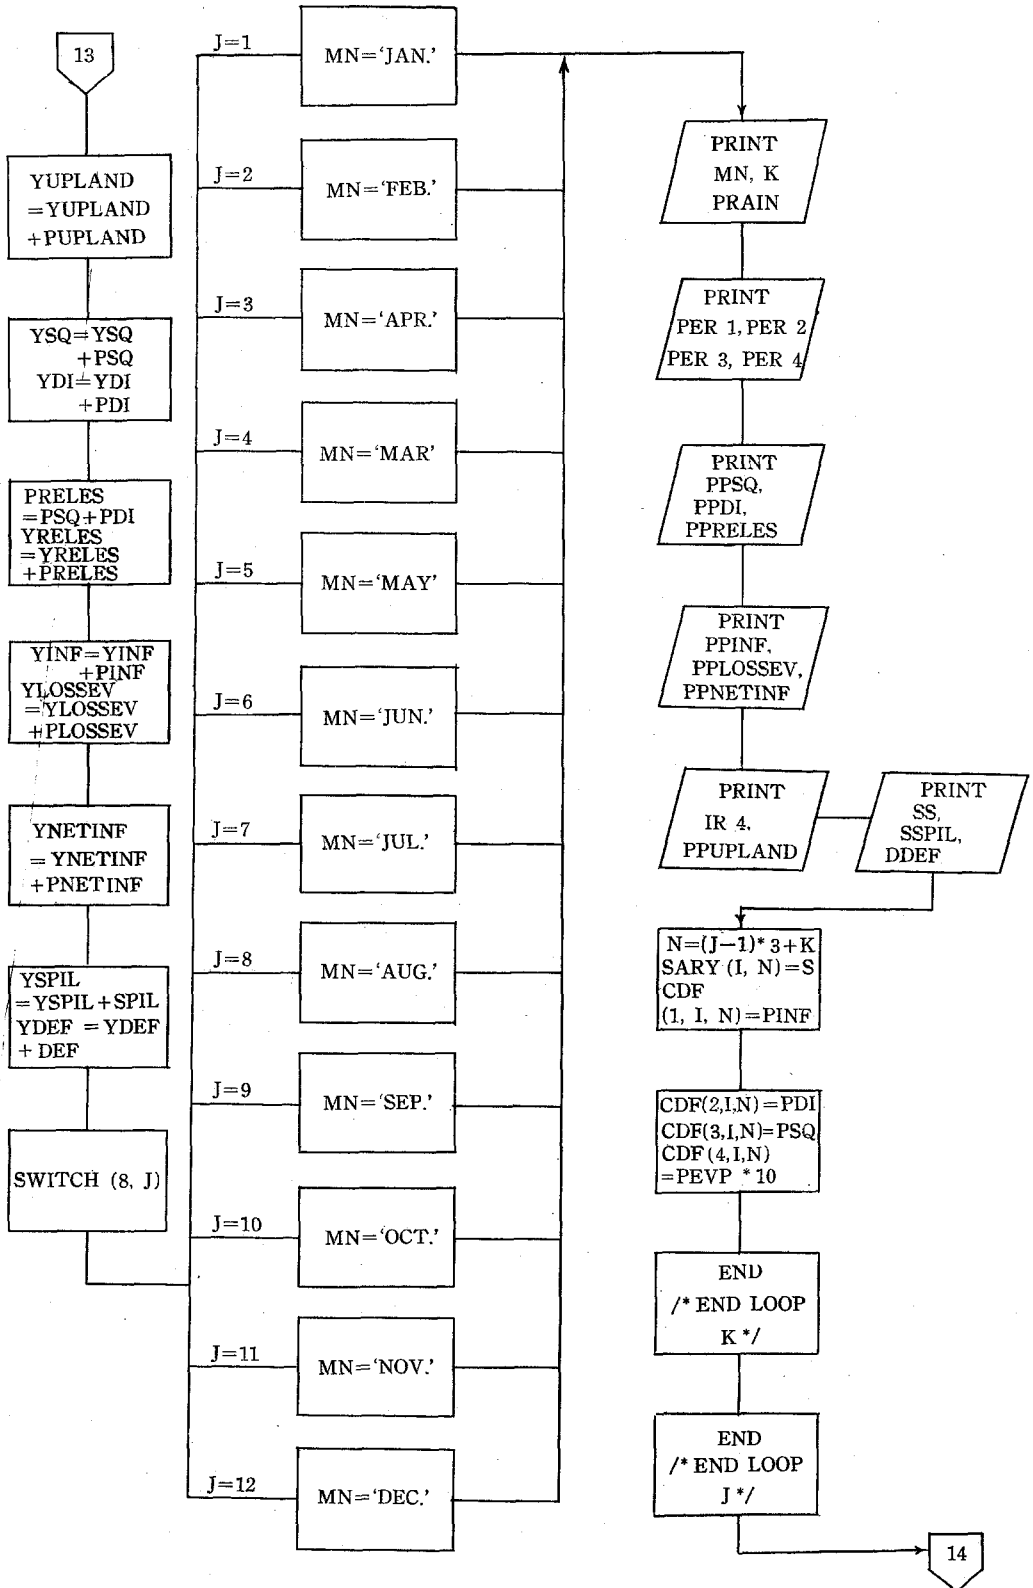 13
YUPLAND
=YUPLAND
+PUPLAND
YSQ=YSQ
+PSQ
YDI=YDI
+PDI
PRELES
=PSQ+PDI
YRELES
=YRELES
+PRELES
YINF=YINF
+PINF
YLOSSEV
=YLOSSEV
+PLOSSEV
YNETINF
=YNETINF
+PNETINF
YSPIL
=YSPIL+SPIL
YDEF =YDEF
+ DEF
SWITCH (8, J)
J=1
MN='JAN.'
J=2
MN='FEB.'
J=3
MN='APR.'
J=4
MN='MAR'
J=5
MN='MAY'
J=6
MN='JUN.'
J=7
MN='JUL.'
J=8
MN='AUG.'
J=9
MN='SEP.'
J=10
MN='OCT.'
J=11
MN='NOV.'
J=12
MN='DEC.'
PRINT
MN, K
PRAIN
PRINT
PER 1, PER 2
PER 3, PER 4
PRINT
PPSQ,
PPDI,
PPRELES
PRINT
PPINF,
PPLOSSEV,
PPNETINF
PRINT
IR 4,
PPUPLAND
PRINT
SS,
SSPIL,
DDEF
N=(J-1)* 3+K
SARY (I, N)=S
CDF
(1, I, N)=PINF
CDF(2,I,N)=PDI
CDF(3,I,N)=PSQ
CDF(4,I,N)
=PEVP *10
END
/* END LOOP
K */
END
/* END LOOP
J */
14